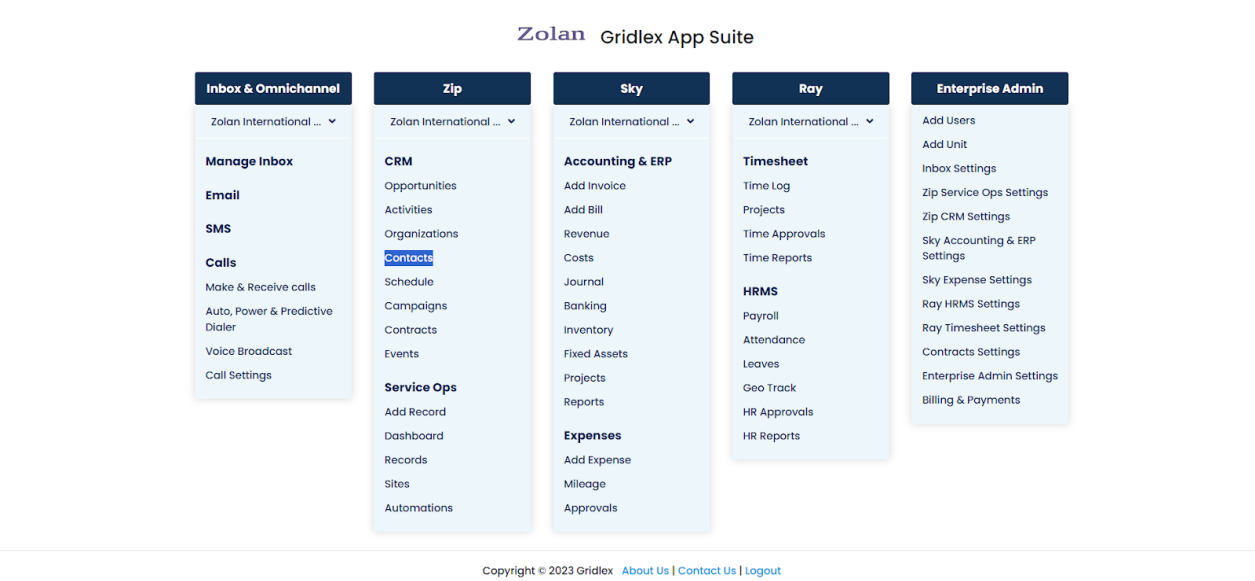 Zolan Gridlex App Suite
Inbox & Omnichannel
Zolan International ...
Manage Inbox
Email
SMS
Calls
Make & Receive calls
Auto, Power & Predictive
Dialer
Voice Broadcast
Call Settings
Zip
Zolan International ...
CRM
Opportunities
Activities
Organizations
Contacts
Schedule
Campaigns
Contracts
Events
Service Ops
Add Record
Dashboard
Records
Sites
Automations
Sky
Zolan International ...
Accounting & ERP
Add Invoice
Add Bill
Revenue
Costs
Journal
Banking
Inventory
Fixed Assets
Projects
Reports
Expenses
Add Expense
Mileage
Approvals
Ray
Zolan International ...
Timesheet
Time Log
Projects
Time Approvals
Time Reports
HRMS
Payroll
Attendance
Leaves
Geo Track
HR Approvals
HR Reports
Enterprise Admin
Add Users
Add Unit
Inbox Settings
Zip Service Ops Settings
Zip CRM Settings
Sky Accounting & ERP
Settings
Sky Expense Settings
Ray HRMS Settings
Ray Timesheet Settings
Contracts Settings
Enterprise Admin Settings
Billing & Payments
Copyright © 2023 Gridlex About Us | Contact Us | Logout